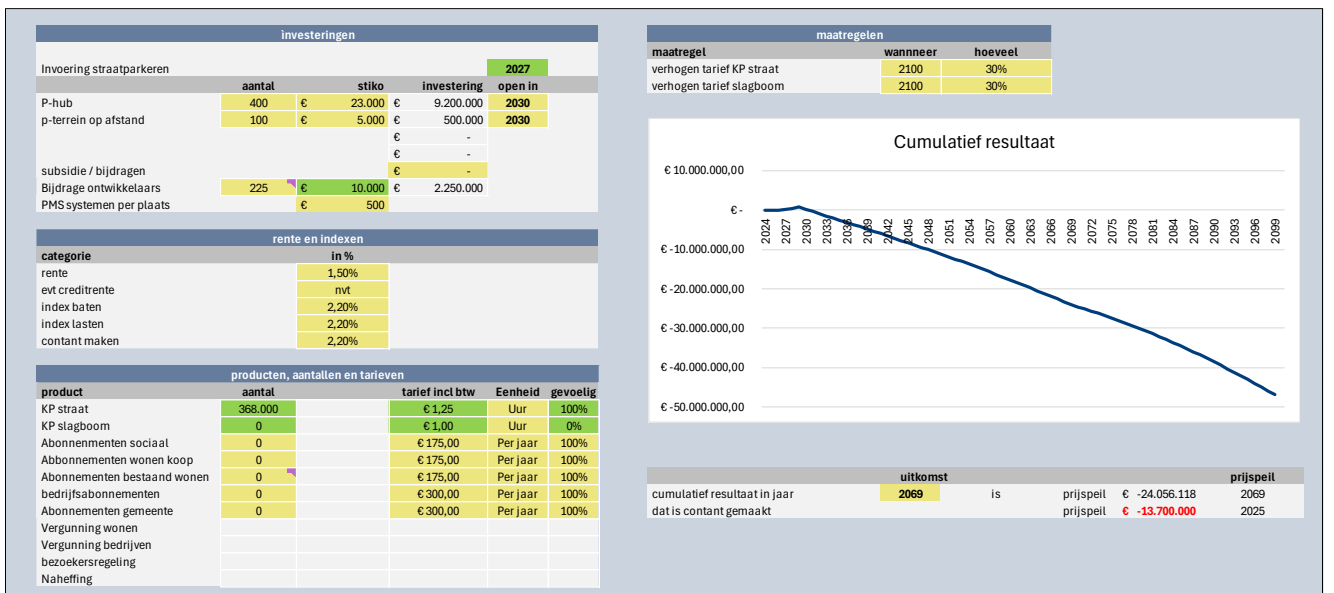 investeringen
Invoering straatparkeren 2027
aantal stiko investering open in
P-hub 400 € 23.000 € 9.200.000 2030
p-terrein op afstand 100 € 5.000 € 500.000 2030
€ -
€ -
subsidie / bijdragen € -
Bijdrage ontwikkelaars 225 € 10.000 € 2.250.000
PMS systemen per plaats € 500
rente en indexen
categorie in %
rente 1,50%
evt creditrente nvt
index baten 2,20%
index lasten 2,20%
contant maken 2,20%
producten, aantallen en tarieven
product aantal tarief incl btw Eenheid gevoelig
KP straat 368.000 € 1,25 Uur 100%
KP slagboom 0 € 1,00 Uur 0%
Abonnenmenten sociaal 0 € 175,00 Per jaar 100%
Abbonnementen wonen koop 0 € 175,00 Per jaar 100%
Abonnementen bestaand wonen 0 € 175,00 Per jaar 100%
bedrijfsabonnementen 0 € 300,00 Per jaar 100%
Abonnementen gemeente 0 € 300,00 Per jaar 100%
Vergunning wonen
Vergunning bedrijven
bezoekersregeling
Naheffing
maatregelen
maatregel wannneer hoeveel
verhogen tarief KP straat 2100 30%
verhogen tarief slagboom 2100 30%
Cumulatief resultaat
€ 10.000.000,00
€ -
2024 2027 2030 2033 2036 2039 2042 2045 2048 2051 2054 2057 2060 2063 2066 2069 2072 2075 2078 2081 2084 2087 2090 2093 2096 2099
€ -10.000.000,00
€ -20.000.000,00
€ -30.000.000,00
€ -40.000.000,00
€ -50.000.000,00
uitkomst prijspeil
cumulatief resultaat in jaar 2069 is prijspeil € -24.056.118 2069
dat is contant gemaakt prijspeil € -13.700.000 2025